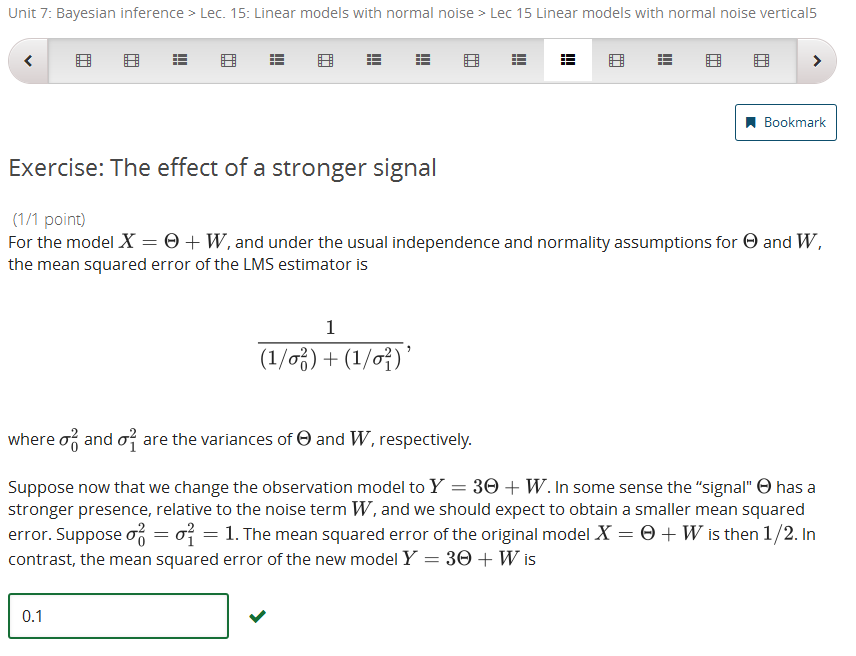 Unit 7: Bayesian inference > Lec. 15: Linear models with normal noise > Lec 15 Linear models with normal noise vertical5
Bookmark
Exercise: The effect of a stronger signal
(1/1 point)
For the model X = Θ + W, and under the usual independence and normality assumptions for Θ and W,
the mean squared error of the LMS estimator is
1
(1/σ₀²) + (1/σ₁²) ,
where σ₀² and σ₁² are the variances of Θ and W, respectively.
Suppose now that we change the observation model to Y = 3Θ + W. In some sense the “signal" Θ has a
stronger presence, relative to the noise term W, and we should expect to obtain a smaller mean squared
error. Suppose σ₀² = σ₁² = 1. The mean squared error of the original model X = Θ + W is then 1/2. In
contrast, the mean squared error of the new model Y = 3Θ + W is
0.1